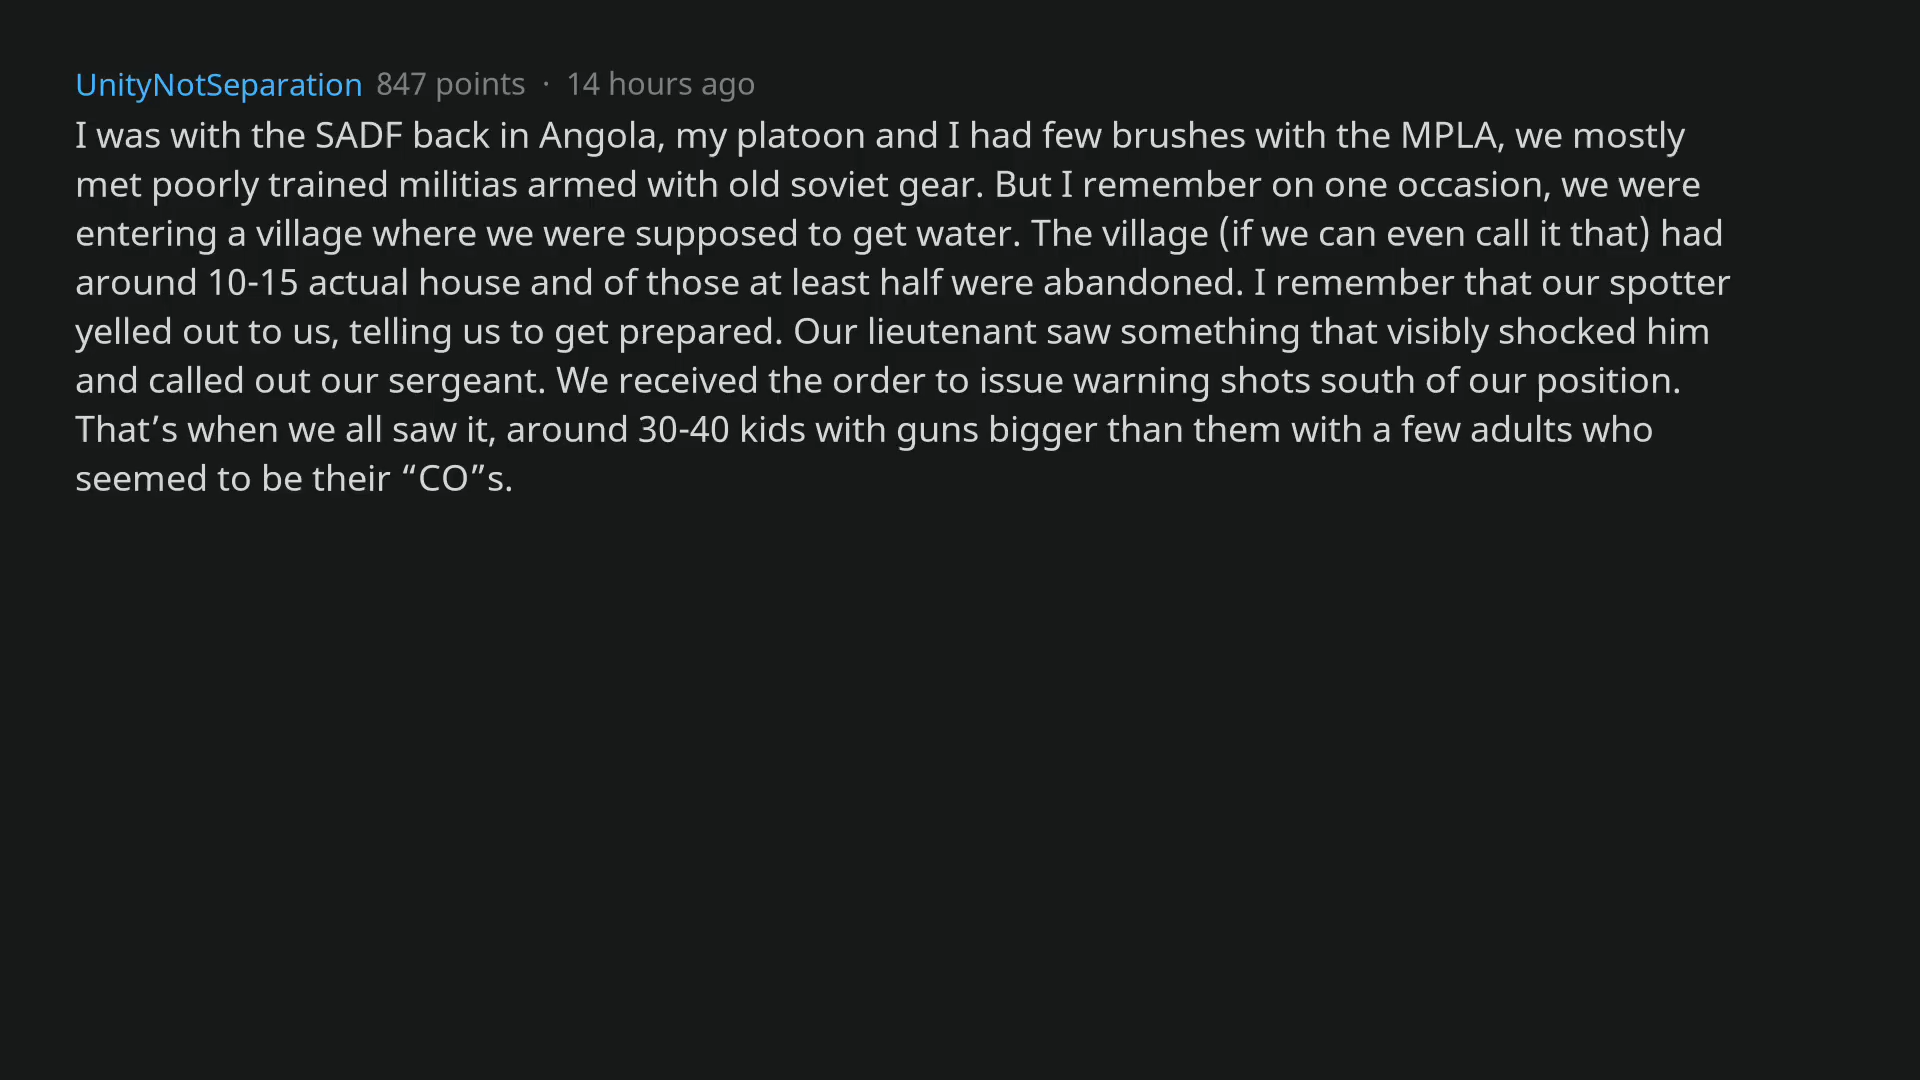 UnityNotSeparation 847 points · 14 hours ago
I was with the SADF back in Angola, my platoon and I had few brushes with the MPLA, we mostly
met poorly trained militias armed with old soviet gear. But I remember on one occasion, we were
entering a village where we were supposed to get water. The village (if we can even call it that) had
around 10-15 actual house and of those at least half were abandoned. I remember that our spotter
yelled out to us, telling us to get prepared. Our lieutenant saw something that visibly shocked him
and called out our sergeant. We received the order to issue warning shots south of our position.
That’s when we all saw it, around 30-40 kids with guns bigger than them with a few adults who
seemed to be their “CO”s.